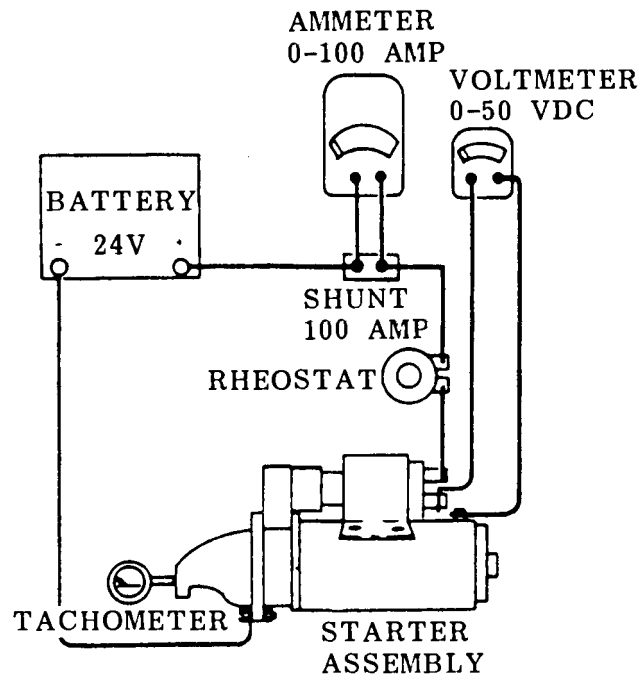 AMMETER
0-100 AMP
VOLTMETER
0-50 VDC
BATTERY
- 24V +
SHUNT
100 AMP
RHEOSTAT
TACHOMETER
STARTER
ASSEMBLY